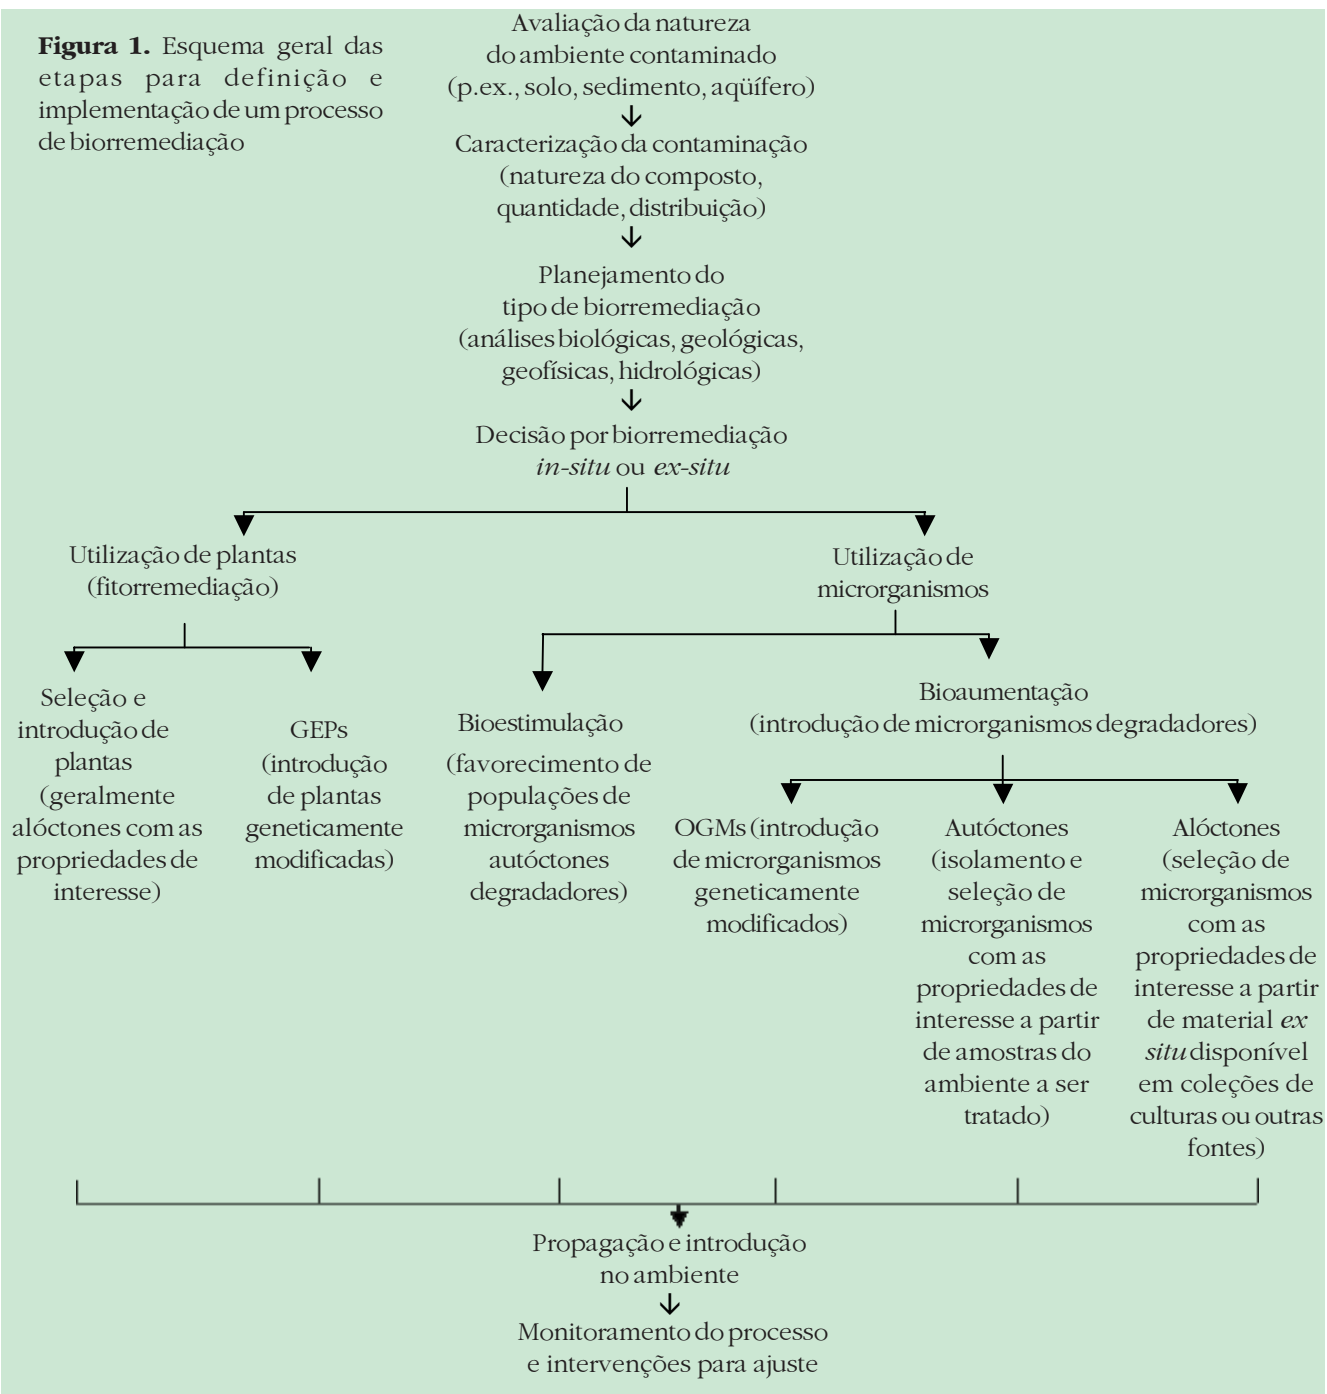 Figura 1. Esquema geral das
etapas para definição e
implementação de um processo
de biorremediação
Avaliação da natureza
do ambiente contaminado
(p.ex., solo, sedimento, aqüífero)
Caracterização da contaminação
(natureza do composto,
quantidade, distribuição)
Planejamento do
tipo de biorremediação
(análises biológicas, geológicas,
geofísicas, hidrológicas)
Decisão por biorremediação
in-situ ou ex-situ
Utilização de plantas
(fitorremediação)
Utilização de
microrganismos
Seleção e
introdução de
plantas
(geralmente
alóctones com as
propriedades de
interesse)
GEPs
(introdução
de plantas
geneticamente
modificadas)
Bioestimulação
(favorecimento de
populações de
microrganismos
autóctones
degradadores)
Bioaumentação
(introdução de microrganismos degradadores)
OGMs (introdução
de microrganismos
geneticamente
modificados)
Autóctones
(isolamento e
seleção de
microrganismos
com as
propriedades de
interesse a partir
de amostras do
ambiente a ser
tratado)
Alóctones
(seleção de
microrganismos
com as
propriedades de
interesse a partir
de material ex
situ disponível
em coleções de
culturas ou outras
fontes)
Propagação e introdução
no ambiente
Monitoramento do processo
e intervenções para ajuste